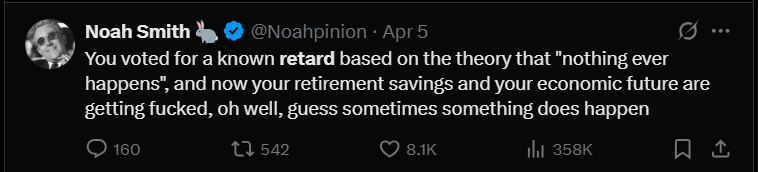 Noah Smith 🐇 @Noahpinion · Apr 5
You voted for a known retard based on the theory that "nothing ever
happens", and now your retirement savings and your economic future are
getting fucked, oh well, guess sometimes something does happen
160 542 8.1K 358K